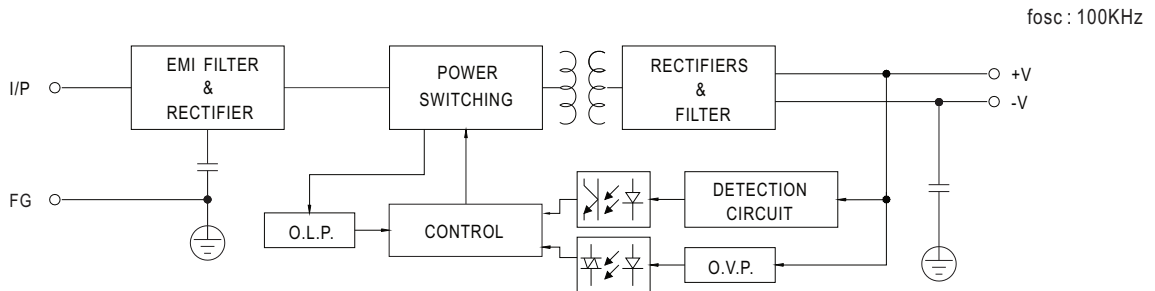 fosc : 100KHz
EMI FILTER
&
RECTIFIER
POWER
SWITCHING
RECTIFIERS
&
FILTER
I/P
+V
-V
FG
O.L.P.
CONTROL
DETECTION
CIRCUIT
O.V.P.